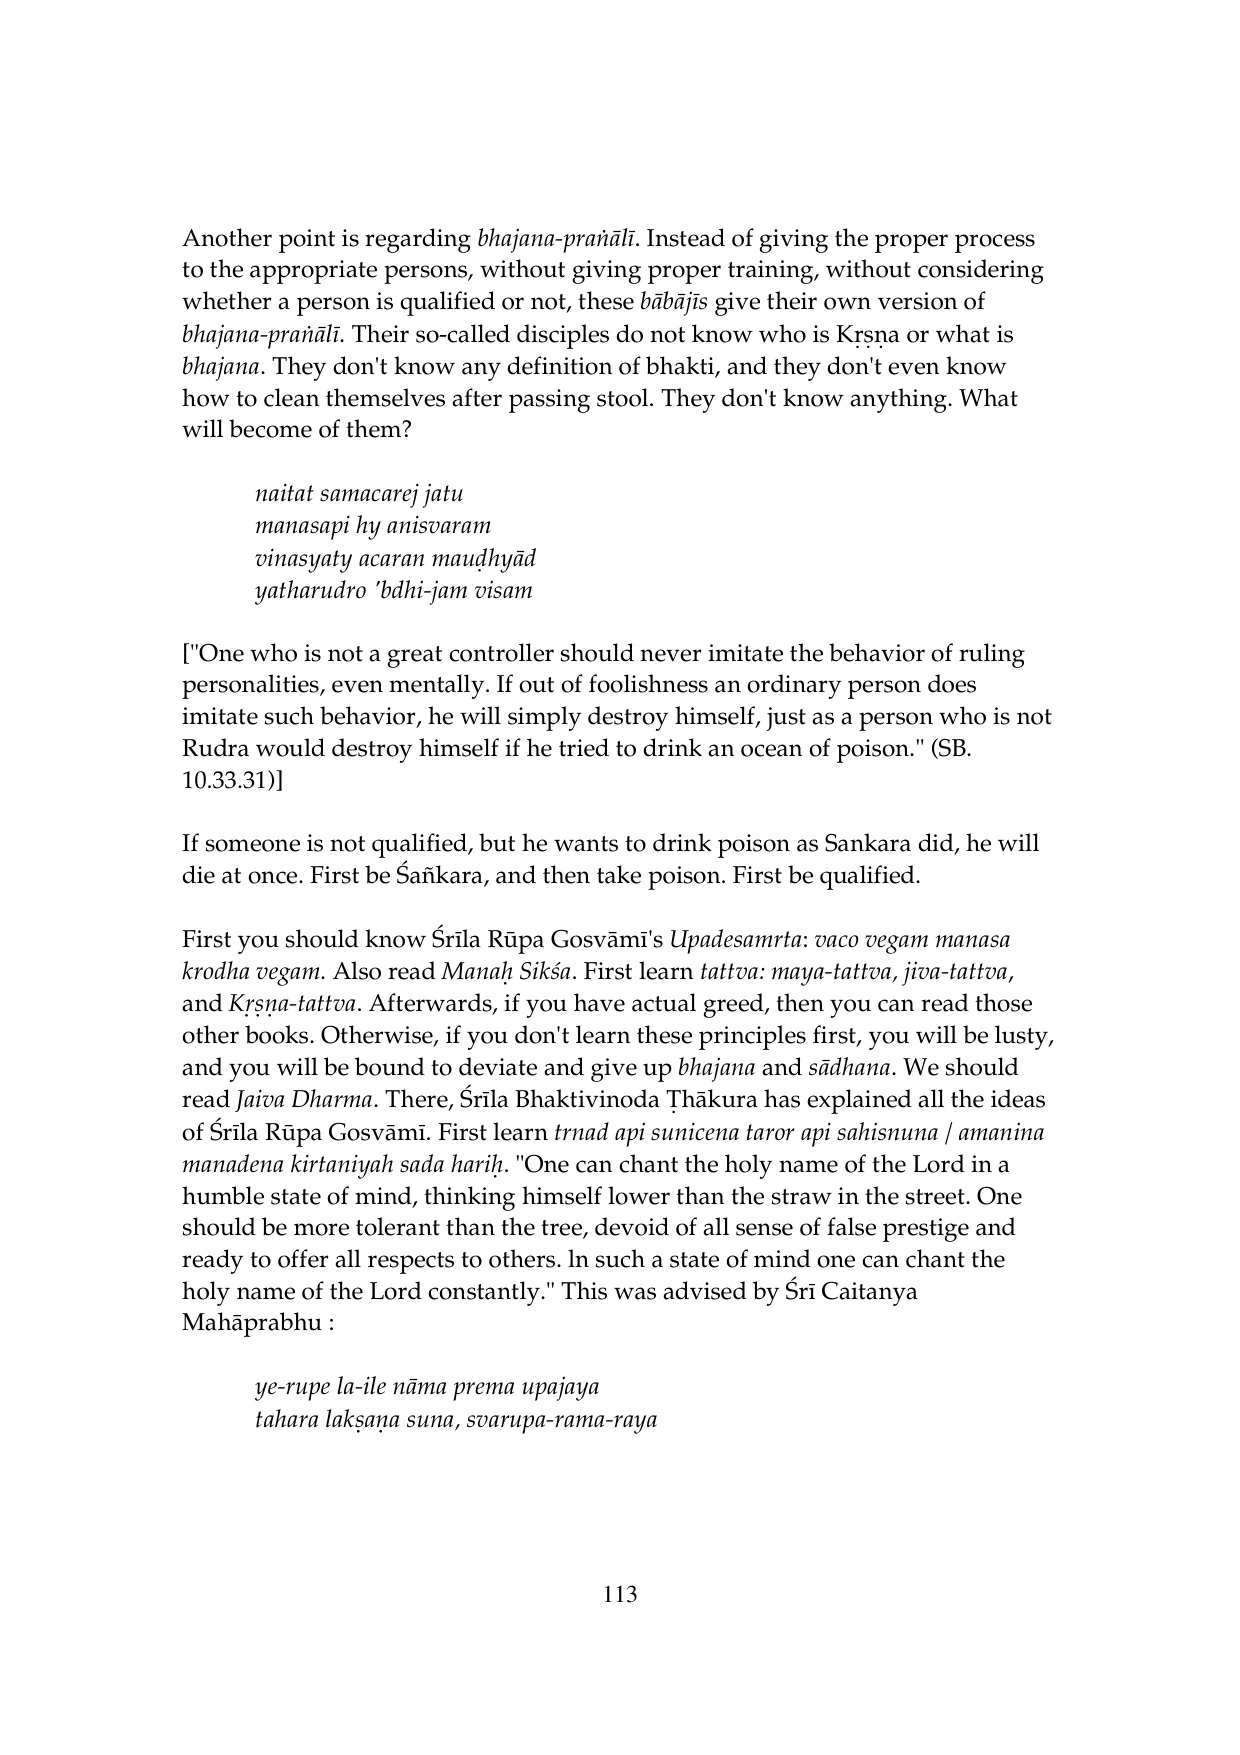 Another point is regarding bhajana-praṅālī. Instead of giving the proper process
to the appropriate persons, without giving proper training, without considering
whether a person is qualified or not, these bābājīs give their own version of
bhajana-praṅālī. Their so-called disciples do not know who is Kṛṣṇa or what is
bhajana. They don't know any definition of bhakti, and they don't even know
how to clean themselves after passing stool. They don't know anything. What
will become of them?
naitat samacarej jatu
manasapi hy anisvaram
vinasyaty acaran mauḍhyād
yatharudro 'bdhi-jam visam
["One who is not a great controller should never imitate the behavior of ruling
personalities, even mentally. If out of foolishness an ordinary person does
imitate such behavior, he will simply destroy himself, just as a person who is not
Rudra would destroy himself if he tried to drink an ocean of poison." (SB.
10.33.31)]
If someone is not qualified, but he wants to drink poison as Sankara did, he will
die at once. First be Śañkara, and then take poison. First be qualified.
First you should know Śrīla Rūpa Gosvāmī's Upadesamrta: vaco vegam manasa
krodha vegam. Also read Manaḥ Sikśa. First learn tattva: maya-tattva, jiva-tattva,
and Kṛṣṇa-tattva. Afterwards, if you have actual greed, then you can read those
other books. Otherwise, if you don't learn these principles first, you will be lusty,
and you will be bound to deviate and give up bhajana and sādhana. We should
read Jaiva Dharma. There, Śrīla Bhaktivinoda Ṭhākura has explained all the ideas
of Śrīla Rūpa Gosvāmī. First learn trnad api sunicena taror api sahisnuna / amanina
manadena kirtaniyah sada hariḥ. "One can chant the holy name of the Lord in a
humble state of mind, thinking himself lower than the straw in the street. One
should be more tolerant than the tree, devoid of all sense of false prestige and
ready to offer all respects to others. ln such a state of mind one can chant the
holy name of the Lord constantly." This was advised by Śrī Caitanya
Mahāprabhu :
ye-rupe la-ile nāma prema upajaya
tahara lakṣaṇa suna, svarupa-rama-raya
113